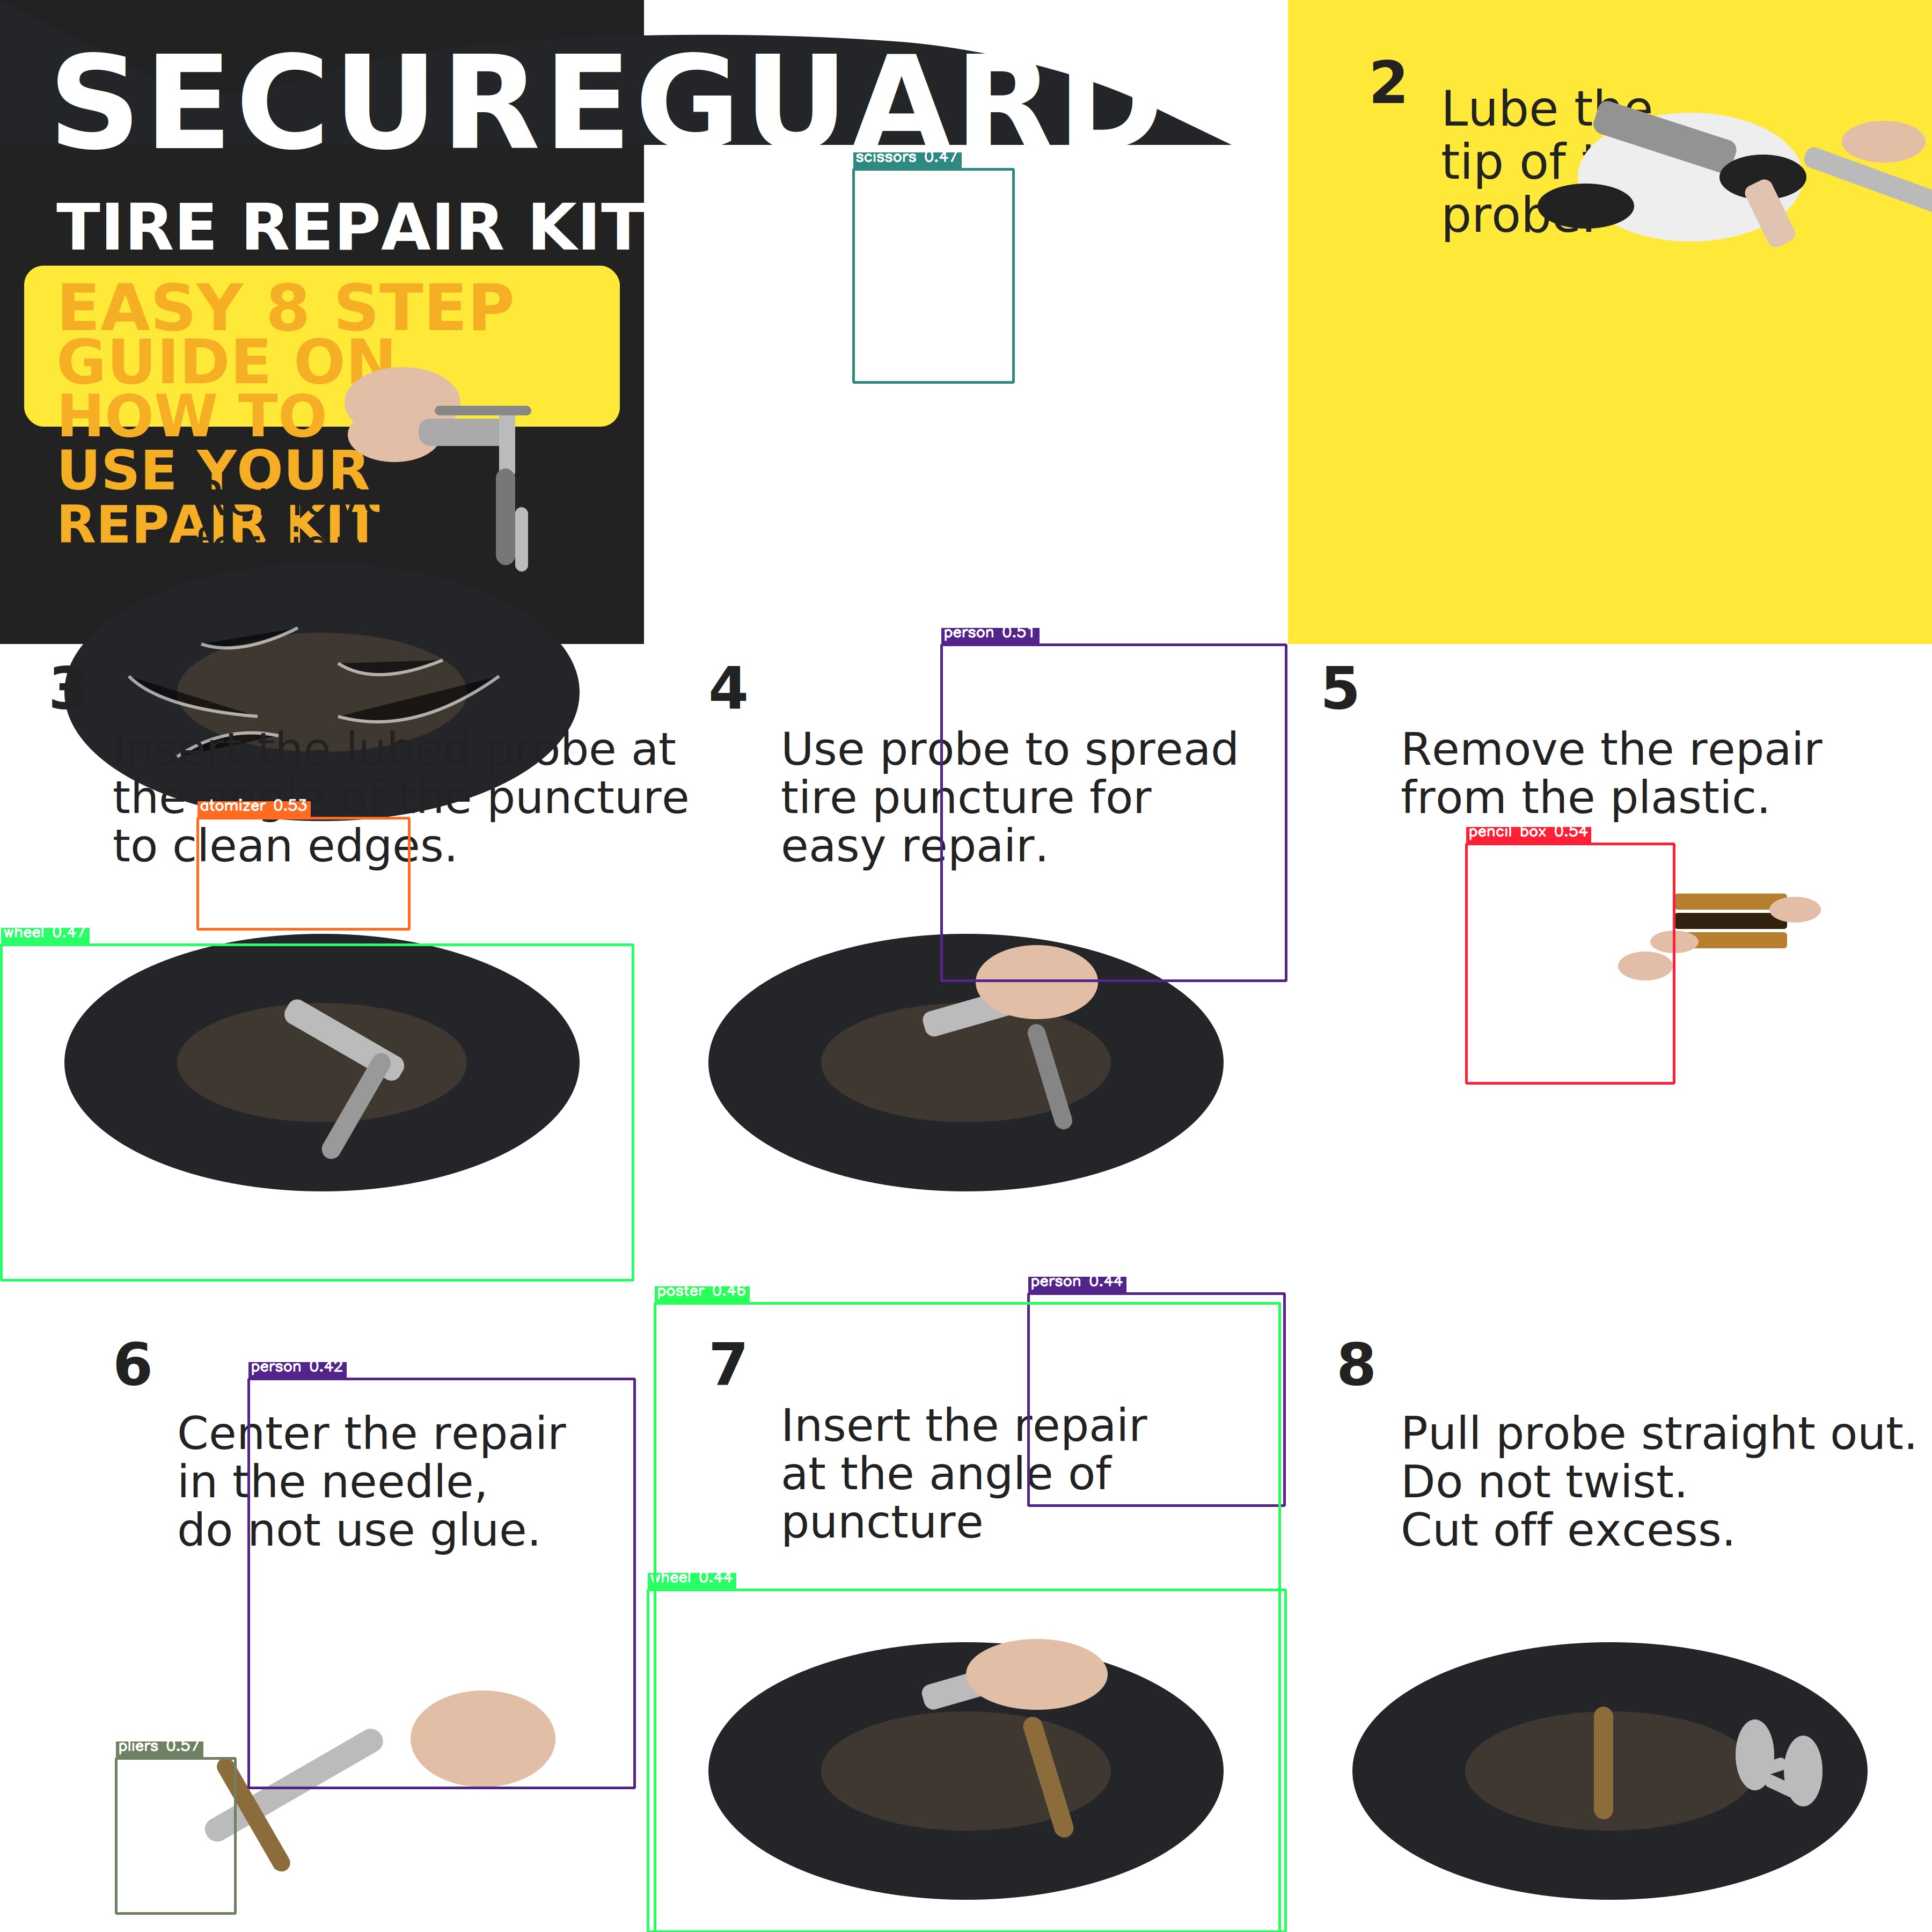 SECUREGUARD
TIRE REPAIR KIT
EASY 8 STEP
GUIDE ON
HOW TO
USE YOUR
REPAIR KIT
scissors 0.47
2
Lube the
tip of
probe.
3
Insert the lubed probe at
the angle of the puncture
to clean edges.
atomizer 0.53
wheel 0.47
person 0.51
4
Use probe to spread
tire puncture for
easy repair.
5
Remove the repair
from the plastic.
pencil box 0.54
6
person 0.42
Center the repair
in the needle,
do not use glue.
pliers 0.57
poster 0.46
person 0.44
7
Insert the repair
at the angle of
puncture
wheel 0.44
8
Pull probe straight out.
Do not twist.
Cut off excess.